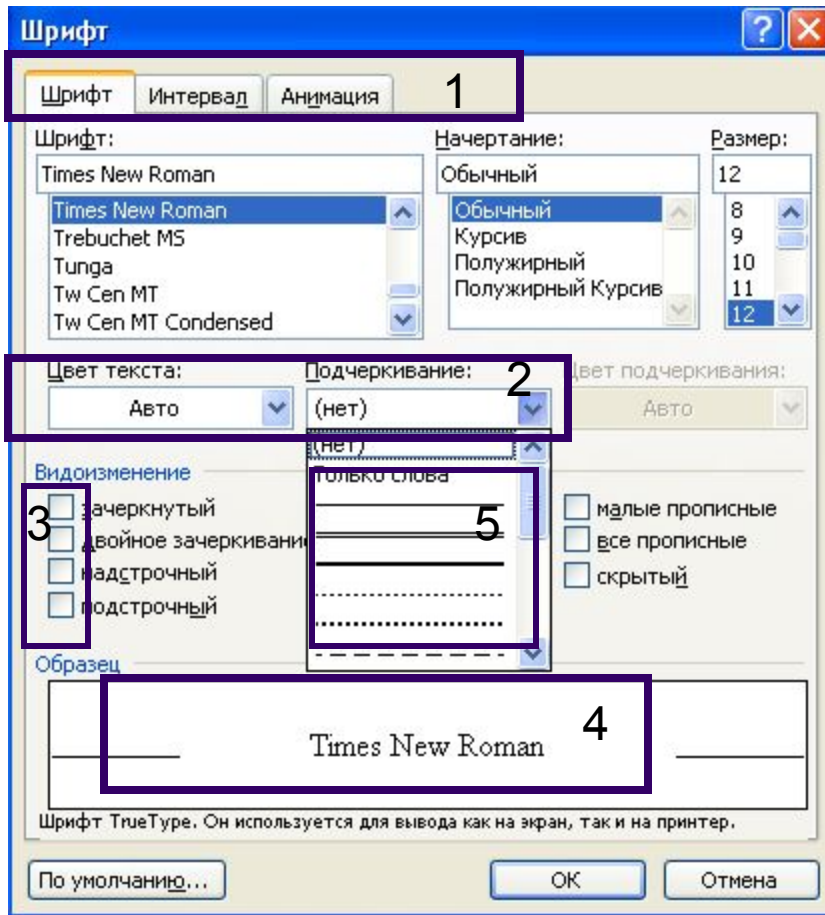 Шрифт
Шрифт Интервал Анимация 1
Шрифт: Начертание: Размер:
Times New Roman Обычный 12
Times New Roman Обычный 8
Trebuchet MS Курсив 9
Tunga Полужирный 10
Tw Cen MT Полужирный Курсив 11
Tw Cen MT Condensed 12
Цвет текста: Подчеркивание: 2 Цвет подчеркивания:
Авто (нет) Авто
(нет)
Видоизменение Только слова
3 зачеркнутый 5 малые прописные
двойное зачеркивание все прописные
надстрочный скрытый
подстрочный
Образец
Times New Roman 4
Шрифт TrueType. Он используется для вывода как на экран, так и на принтер.
По умолчанию... ОК Отмена